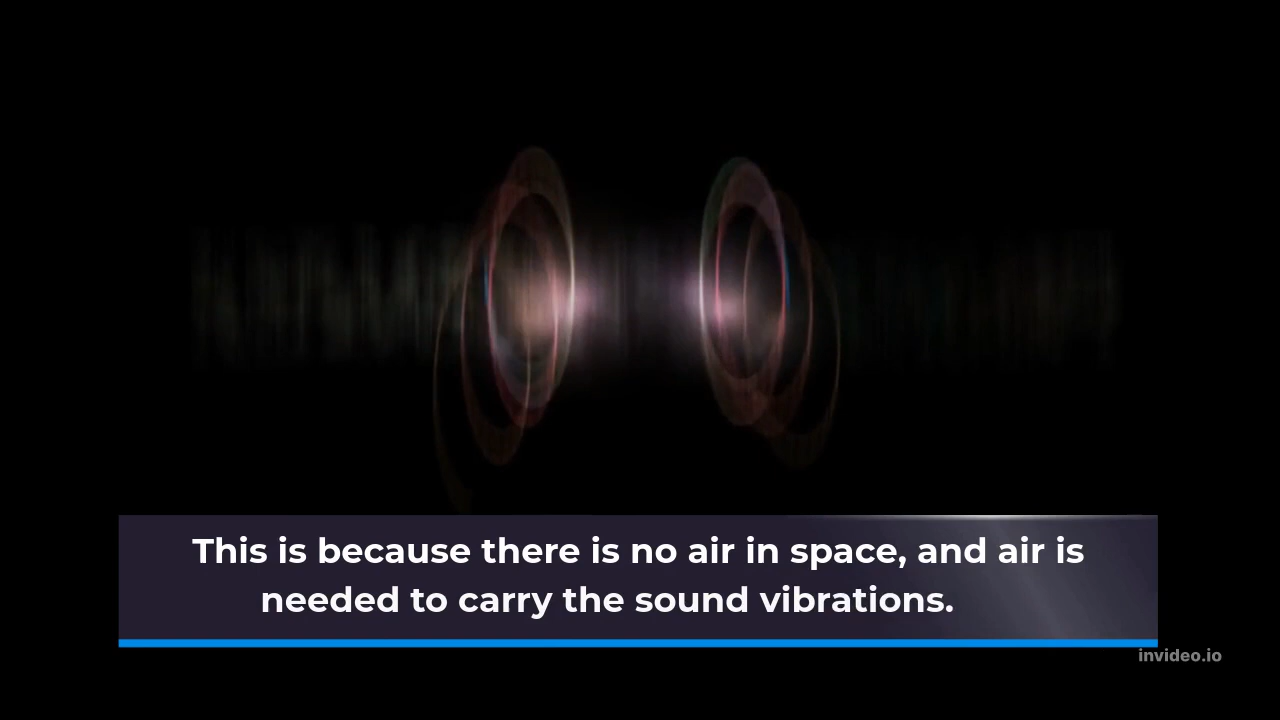 This is because there is no air in space, and air is
needed to carry the sound vibrations.
invideo.io